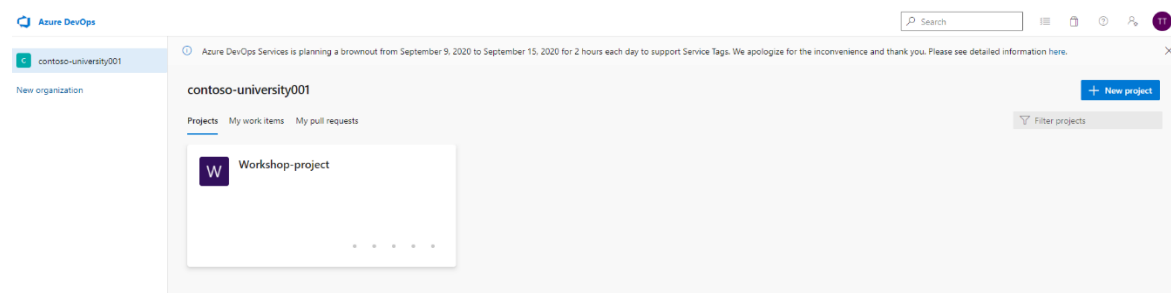 Azure DevOps
Search
TT
C contoso-university001
Azure DevOps Services is planning a brownout from September 9, 2020 to September 15, 2020 for 2 hours each day to support Service Tags. We apologize for the inconvenience and thank you. Please see detailed information here.
New organization
contoso-university001
+ New project
Projects My work items My pull requests
Filter projects
W Workshop-project